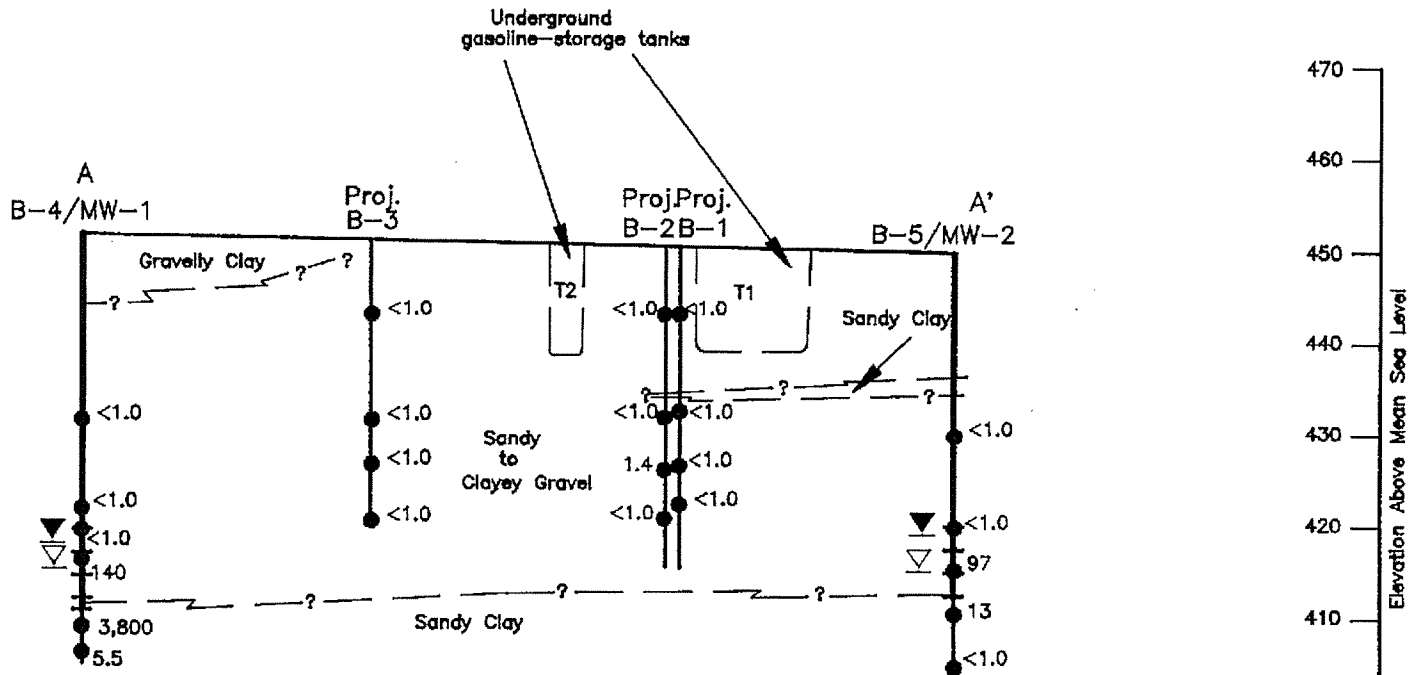 Underground
gasoline-storage tanks
470
460
450
440
430
420
410
Elevation Above Mean Sea Level
A
B-4/MW-1
Proj.
B-3
Proj.Proj.
B-2B-1
A'
B-5/MW-2
Gravelly Clay
?
?
?
T2
T1
<1.0
<1.0
<1.0
Sandy Clay
?
?
?
?
<1.0
<1.0
<1.0
<1.0
<1.0
Sandy
to
Clayey Gravel
<1.0
1.4
<1.0
<1.0
<1.0
<1.0
<1.0
<1.0
<1.0
97
140
?
?
?
Sandy Clay
3,800
13
5.5
<1.0